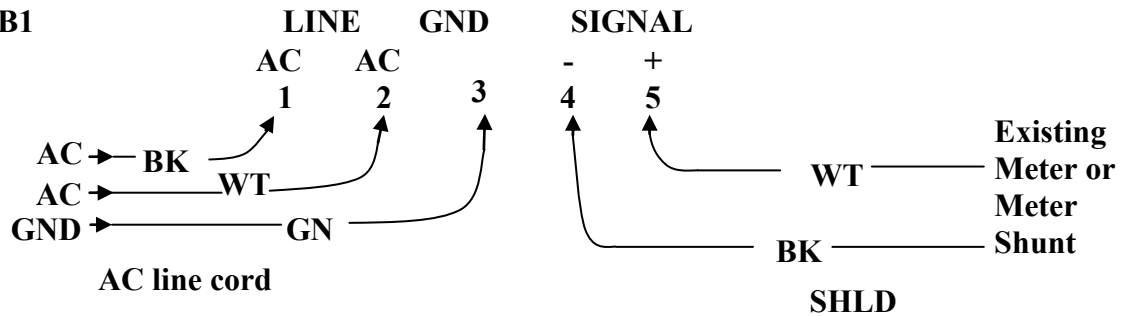 B1 LINE GND SIGNAL
AC AC - +
1 2 3 4 5
AC BK
AC WT
GND GN
AC line cord
WT
BK
SHLD
Existing
Meter or
Meter
Shunt